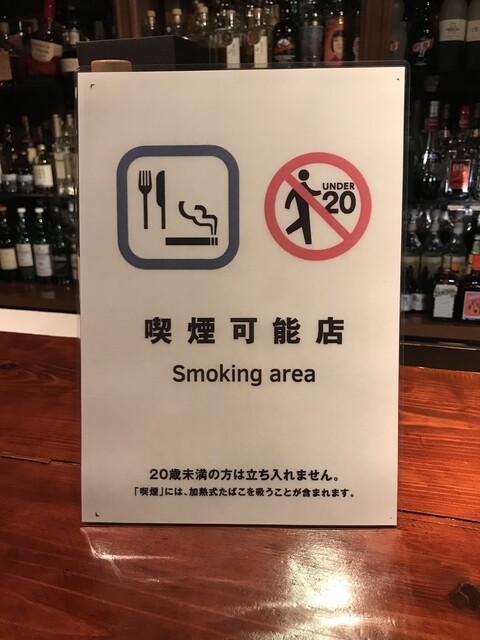 UNDER
20
喫煙可能店
Smoking area
20歳未満の方は立ち入れません。
「喫煙」には、加熱式たばこを吸うことが含まれます。